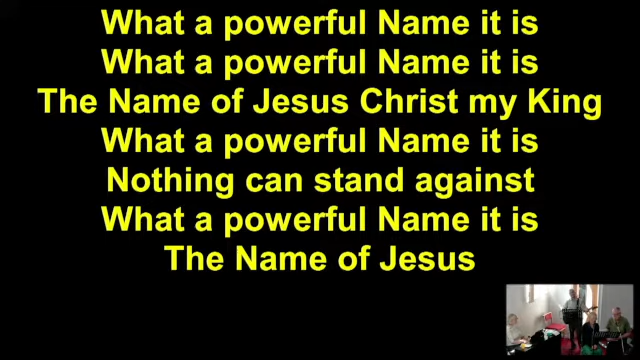 What a powerful Name it is
What a powerful Name it is
The Name of Jesus Christ my King
What a powerful Name it is
Nothing can stand against
What a powerful Name it is
The Name of Jesus